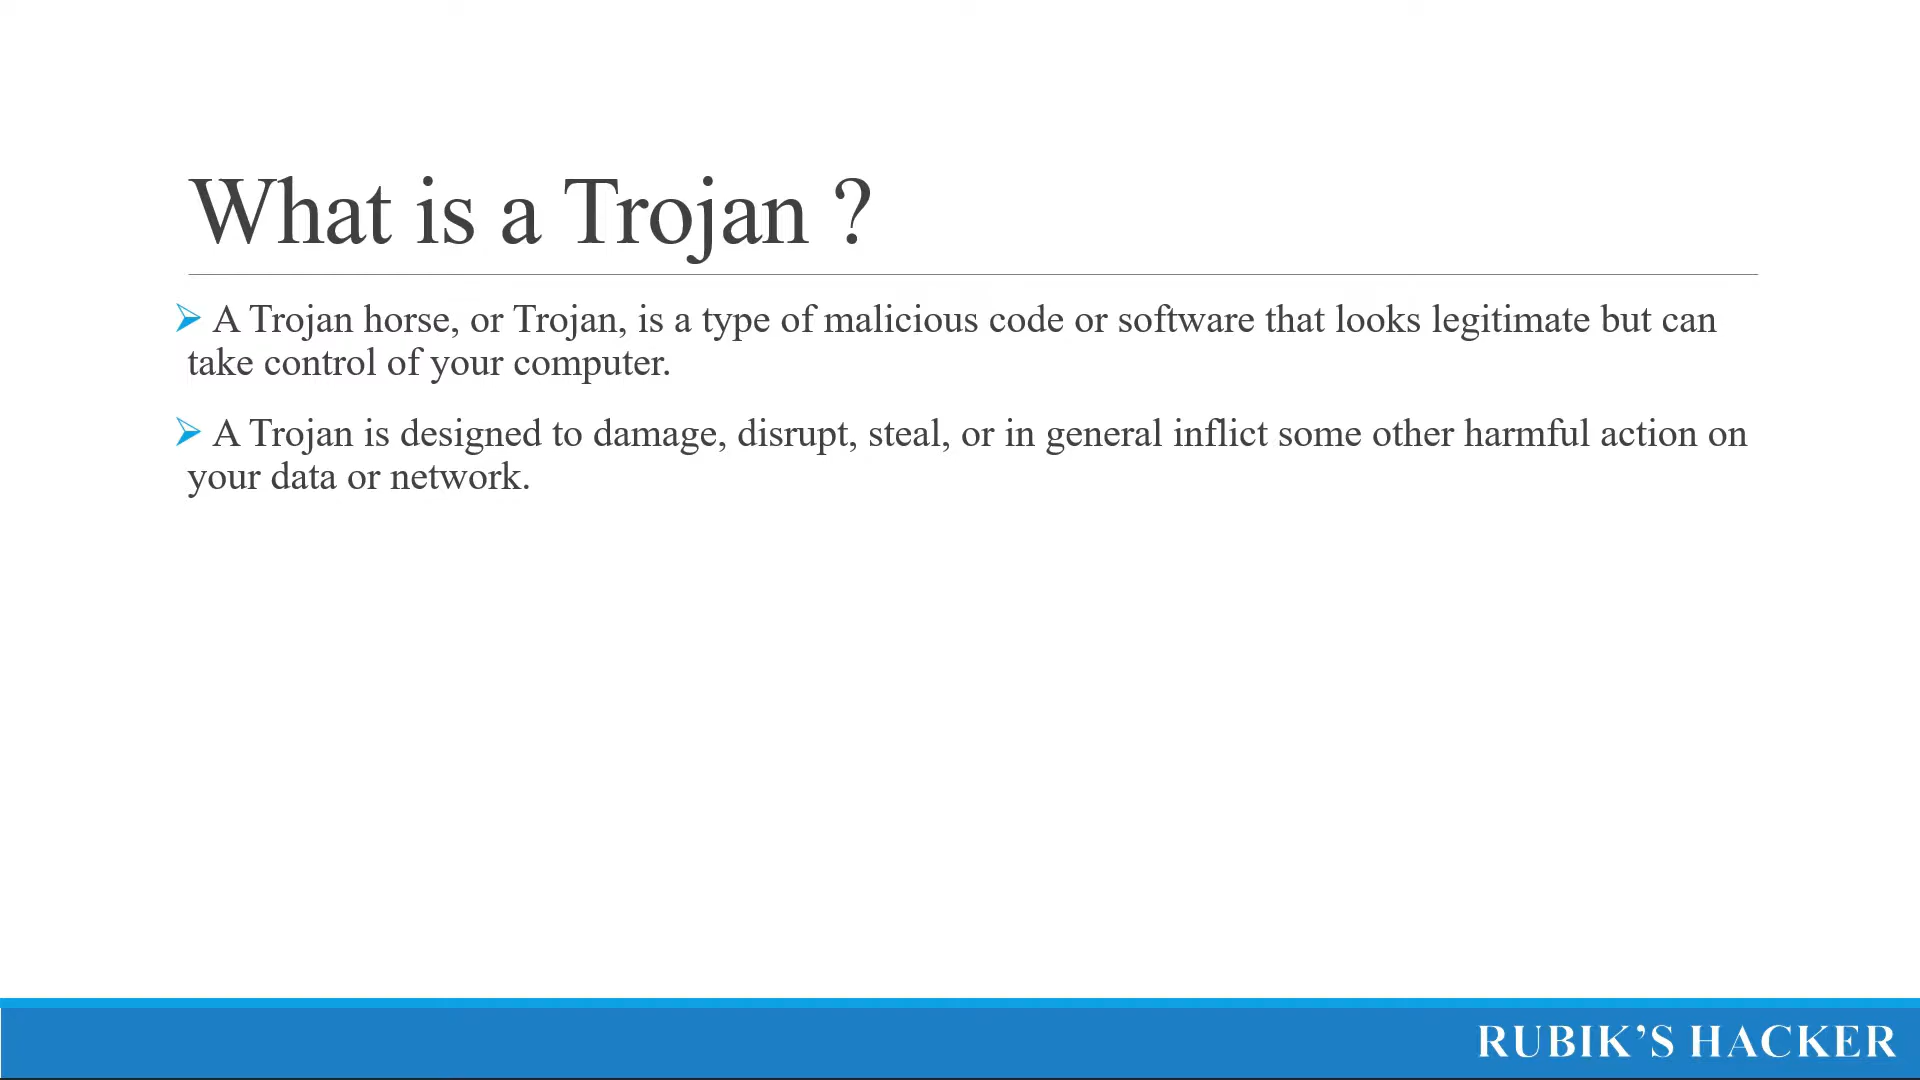 What is a Trojan ?
A Trojan horse, or Trojan, is a type of malicious code or software that looks legitimate but can
take control of your computer.
A Trojan is designed to damage, disrupt, steal, or in general inflict some other harmful action on
your data or network.
RUBIK’S HACKER